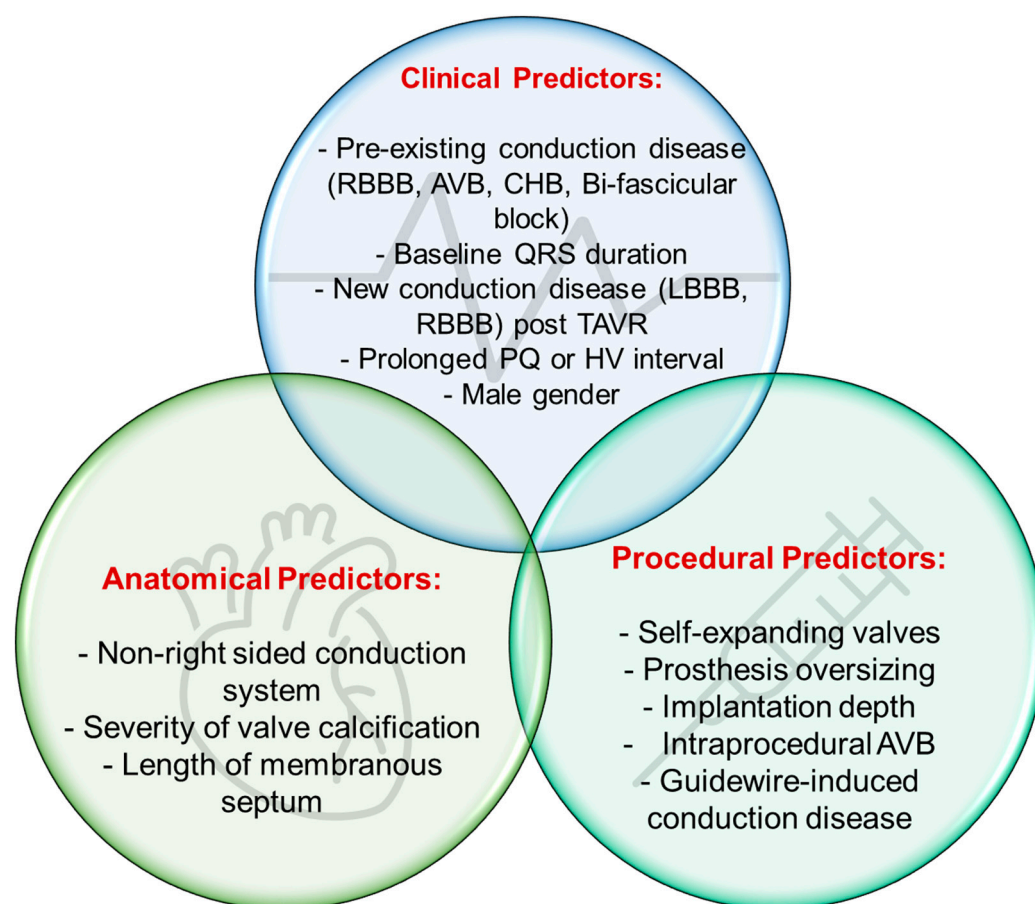 Clinical Predictors:
- Pre-existing conduction disease
(RBBB, AVB, CHB, Bi-fascicular
block)
- Baseline QRS duration
- New conduction disease (LBBB,
RBBB) post TAVR
- Prolonged PQ or HV interval
- Male gender
Anatomical Predictors:
- Non-right sided conduction
system
- Severity of valve calcification
- Length of membranous
septum
Procedural Predictors:
- Self-expanding valves
- Prosthesis oversizing
- Implantation depth
- Intraprocedural AVB
- Guidewire-induced
conduction disease